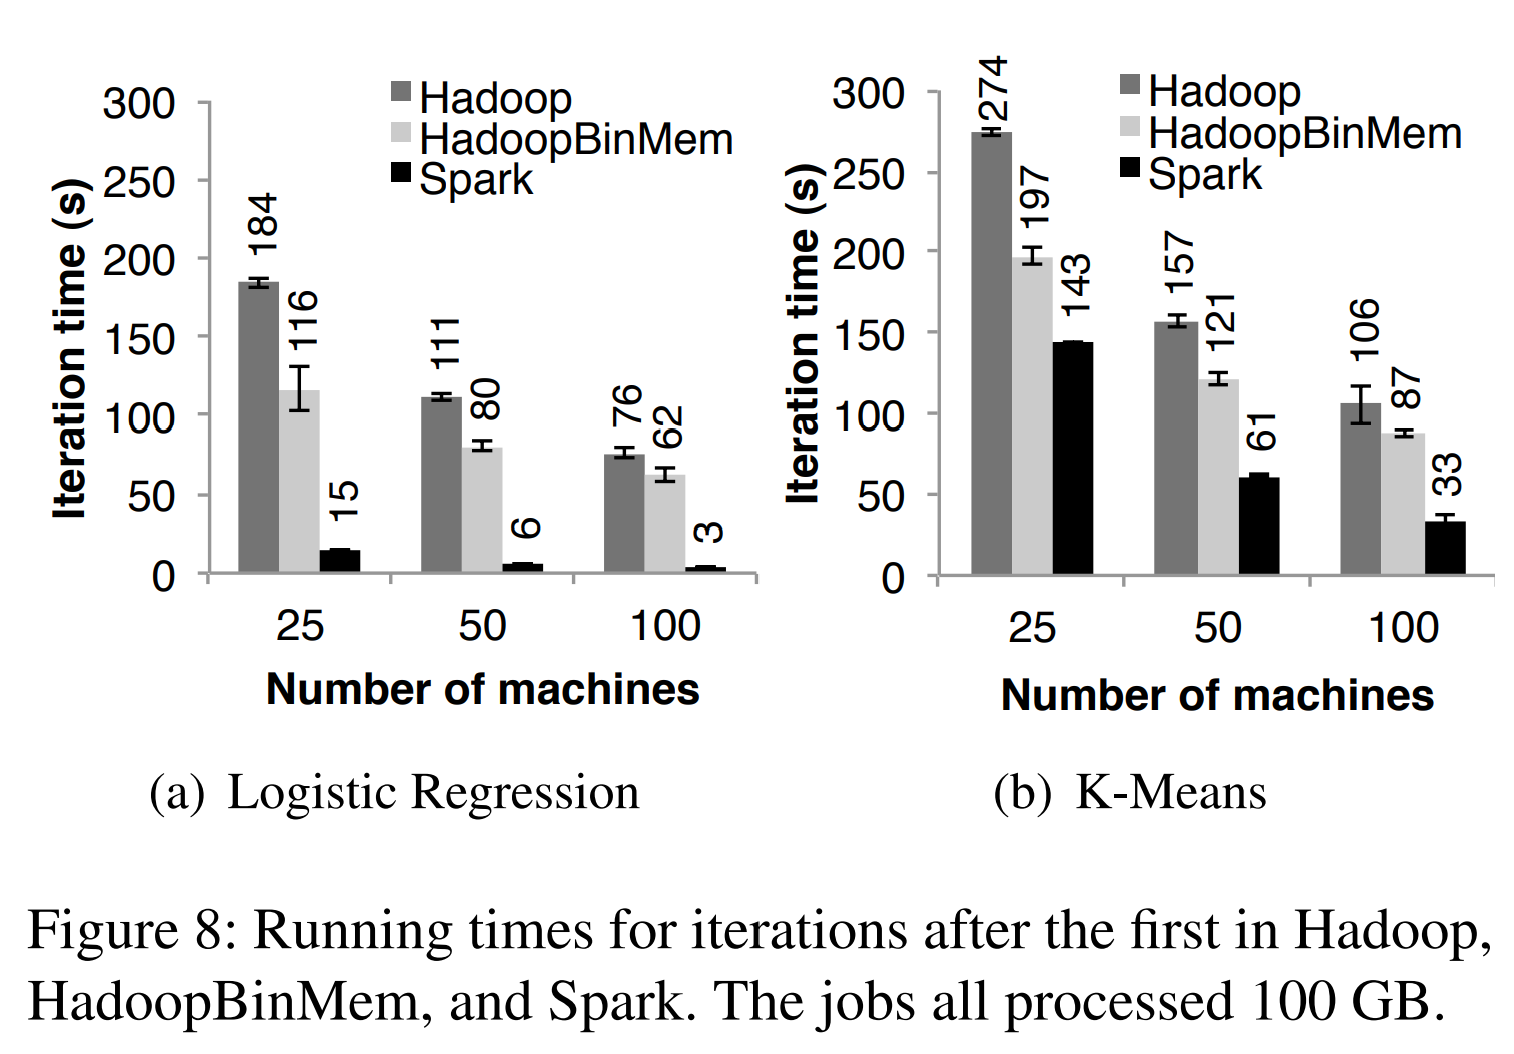 300
250
200
150
100
50
0
Iteration time (s)
Hadoop
HadoopBinMem
Spark
184
116
15
111
80
6
76
62
3
25 50 100
Number of machines
(a) Logistic Regression
300
250
200
150
100
50
0
Iteration time (s)
Hadoop
HadoopBinMem
Spark
274
197
143
157
121
61
106
87
33
25 50 100
Number of machines
(b) K-Means
Figure 8: Running times for iterations after the first in Hadoop,
HadoopBinMem, and Spark. The jobs all processed 100 GB.